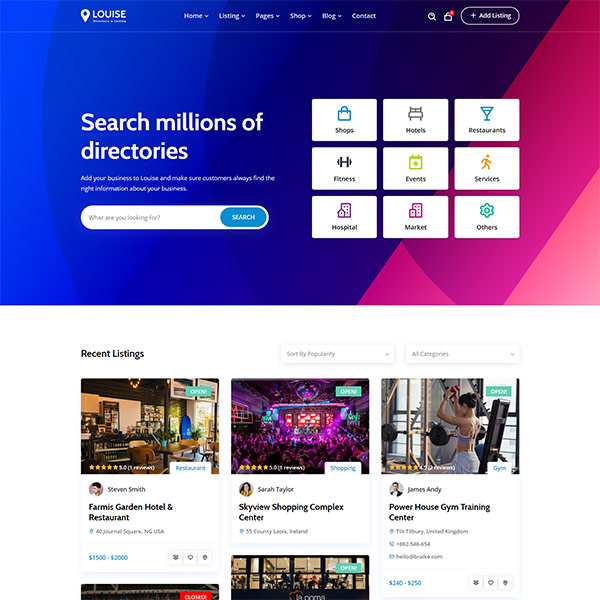 LOUISE
Directory & Listing
Home
Listing
Pages
Shop
Blog
Contact
+ Add Listing
Search millions of
directories
Add your business to Louise and make sure customers always find the
right information about your business.
What are you looking for?
SEARCH
Shops
Hotels
Restaurants
Fitness
Events
Services
Hospital
Market
Others
Recent Listings
Sort By Popularity
All Categories
OPEN!
5.0 (1 reviews)
Restaurant
Steven Smith
Farmis Garden Hotel &
Restaurant
40 Journal Square, NG USA
$1500 - $2000
OPEN!
5.0 (1 reviews)
Shopping
Sarah Taylor
Skyview Shopping Complex
Center
55 County Laois, Ireland
OPEN!
4.5 (2 reviews)
Gym
James Andy
Power House Gym Training
Center
Tilt Tilbury, United Kingdom
+882-546-654
hello@braike.com
$240 - $250
CLOSED!
OPEN!
la poma